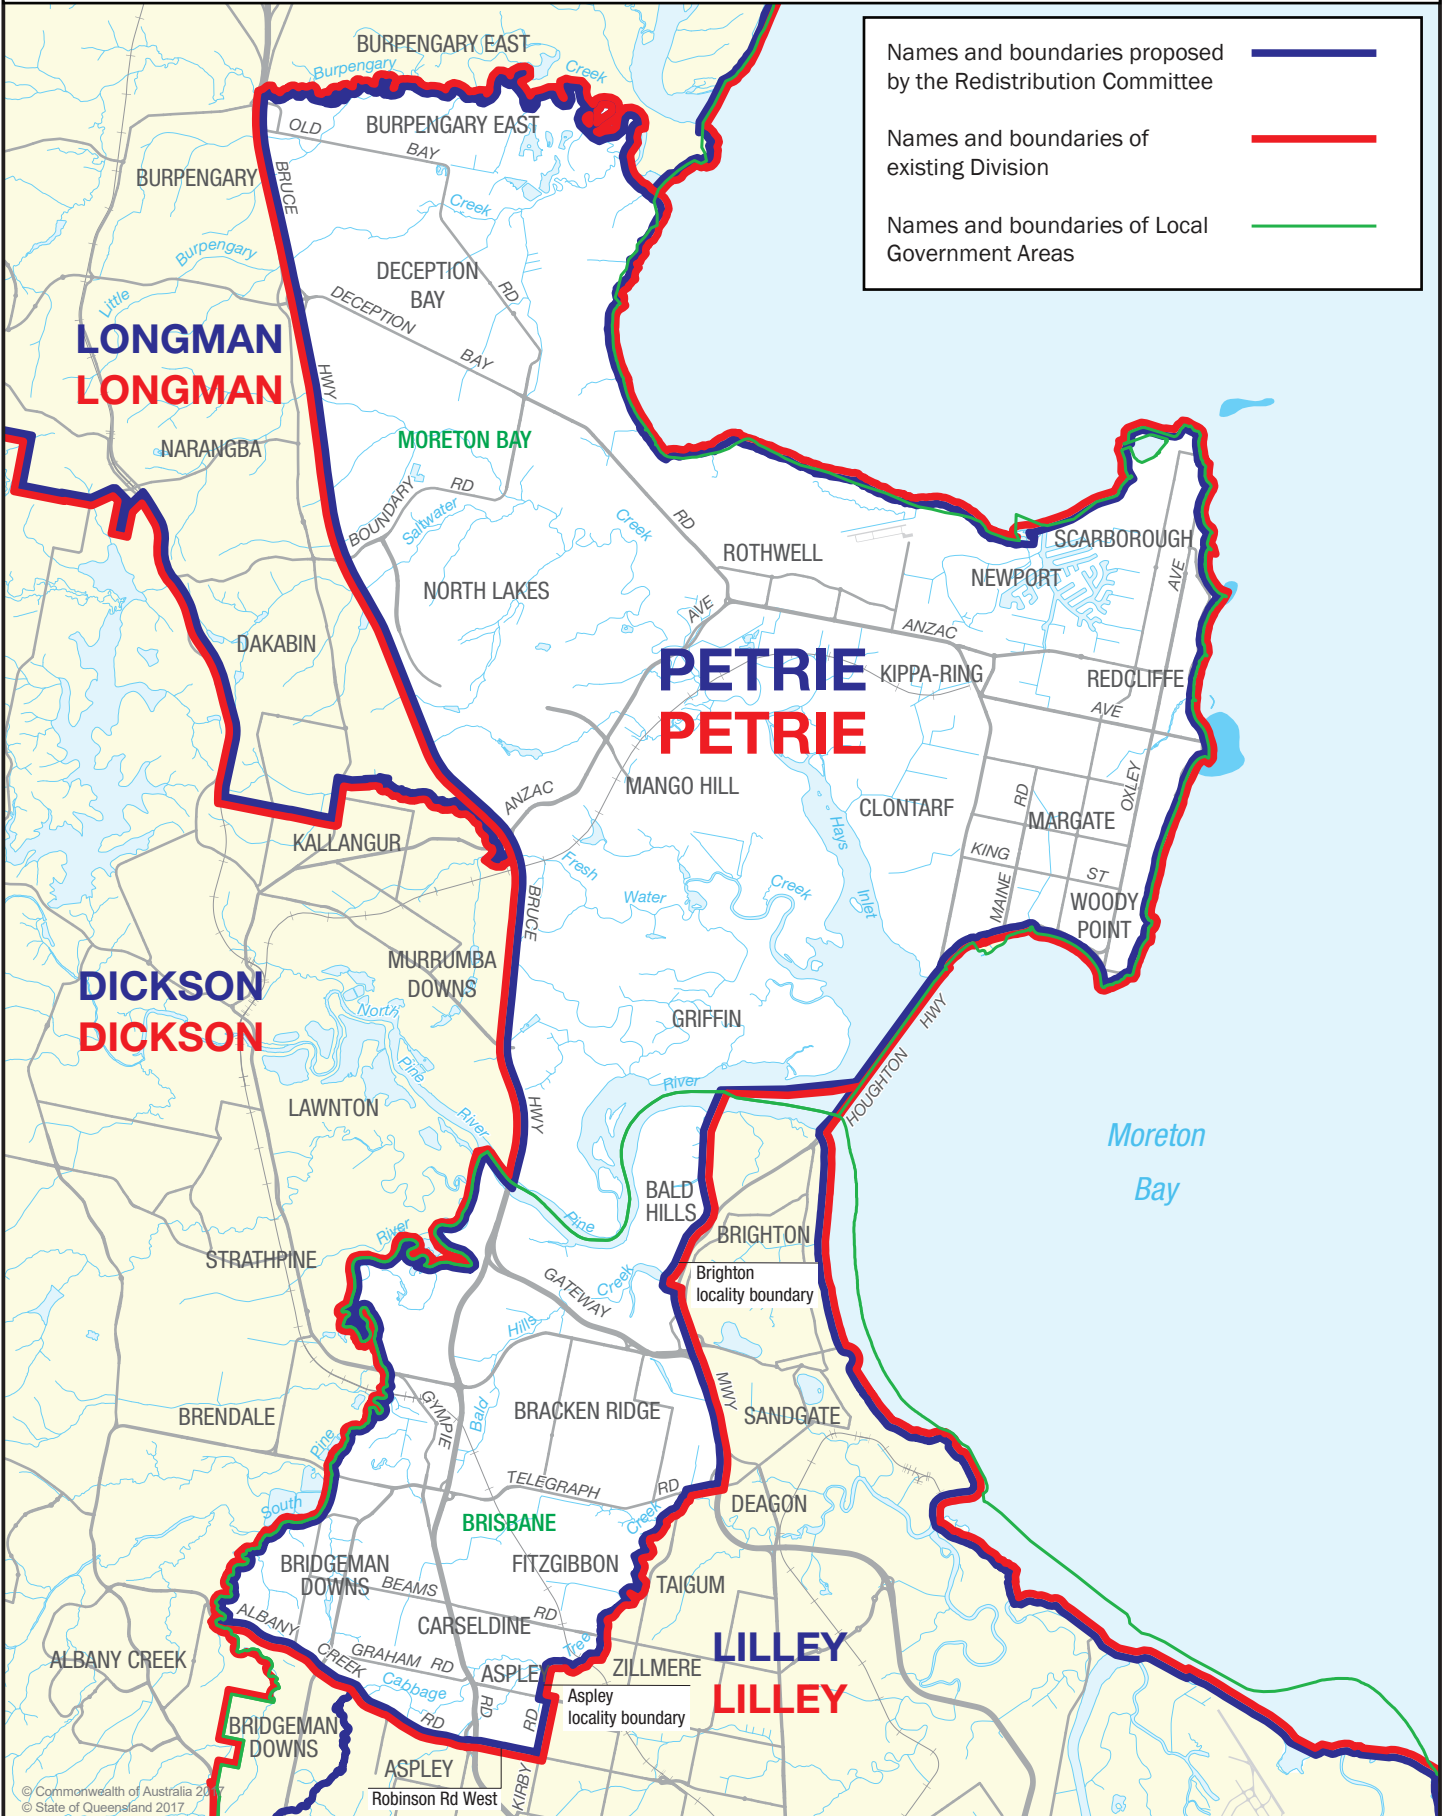 Names and boundaries proposed
by the Redistribution Committee
Names and boundaries of
existing Division
Names and boundaries of Local
Government Areas
BURPENGARY EAST
Burpengary
Creek
OLD
BURPENGARY EAST
BAY
BURPENGARY
BRUCE
Creek
Burpengary
Little
DECEPTION
BAY
RD
DECEPTION
BAY
LONGMAN
LONGMAN
HWY
NARANGBA
MORETON BAY
BOUNDARY
RD
Saltwater
Creek
RD
ROTHWELL
SCARBOROUGH
NEWPORT
AVE
NORTH LAKES
AVE
ANZAC
DAKABIN
PETRIE
PETRIE
KIPPA-RING
REDCLIFFE
AVE
MANGO HILL
ANZAC
CLONTARF
RD
OXLEY
MARGATE
KALLANGUR
Hays
Inlet
KING
ST
MAINE
WOODY
POINT
Fresh
Water
Creek
BRUCE
MURRUMBA
DOWNS
DICKSON
DICKSON
North
Pine
River
GRIFFIN
HWY
HOUGHTON
River
LAWNTON
HWY
Moreton
Bay
BALD
HILLS
Pine
BRIGHTON
River
STRATHPINE
Brighton
locality boundary
GATEWAY
Creek
Hills
Bald
GYMPIE
MWY
BRENDALE
BRACKEN RIDGE
SANDGATE
Pine
South
TELEGRAPH
RD
DEAGON
BRISBANE
Creek
BRIDGEMAN
DOWNS
FITZGIBBON
BEAMS
RD
TAIGUM
ALBANY
CREEK
RD
CARSELDINE
GRAHAM RD
Tree
LILLEY
LILLEY
ALBANY CREEK
ASPLEY
ZILLMERE
Cabbage
RD
RD
Aspley
locality boundary
BRIDGEMAN
DOWNS
ASPLEY
KIRBY
Robinson Rd West
© Commonwealth of Australia 2017
© State of Queensland 2017